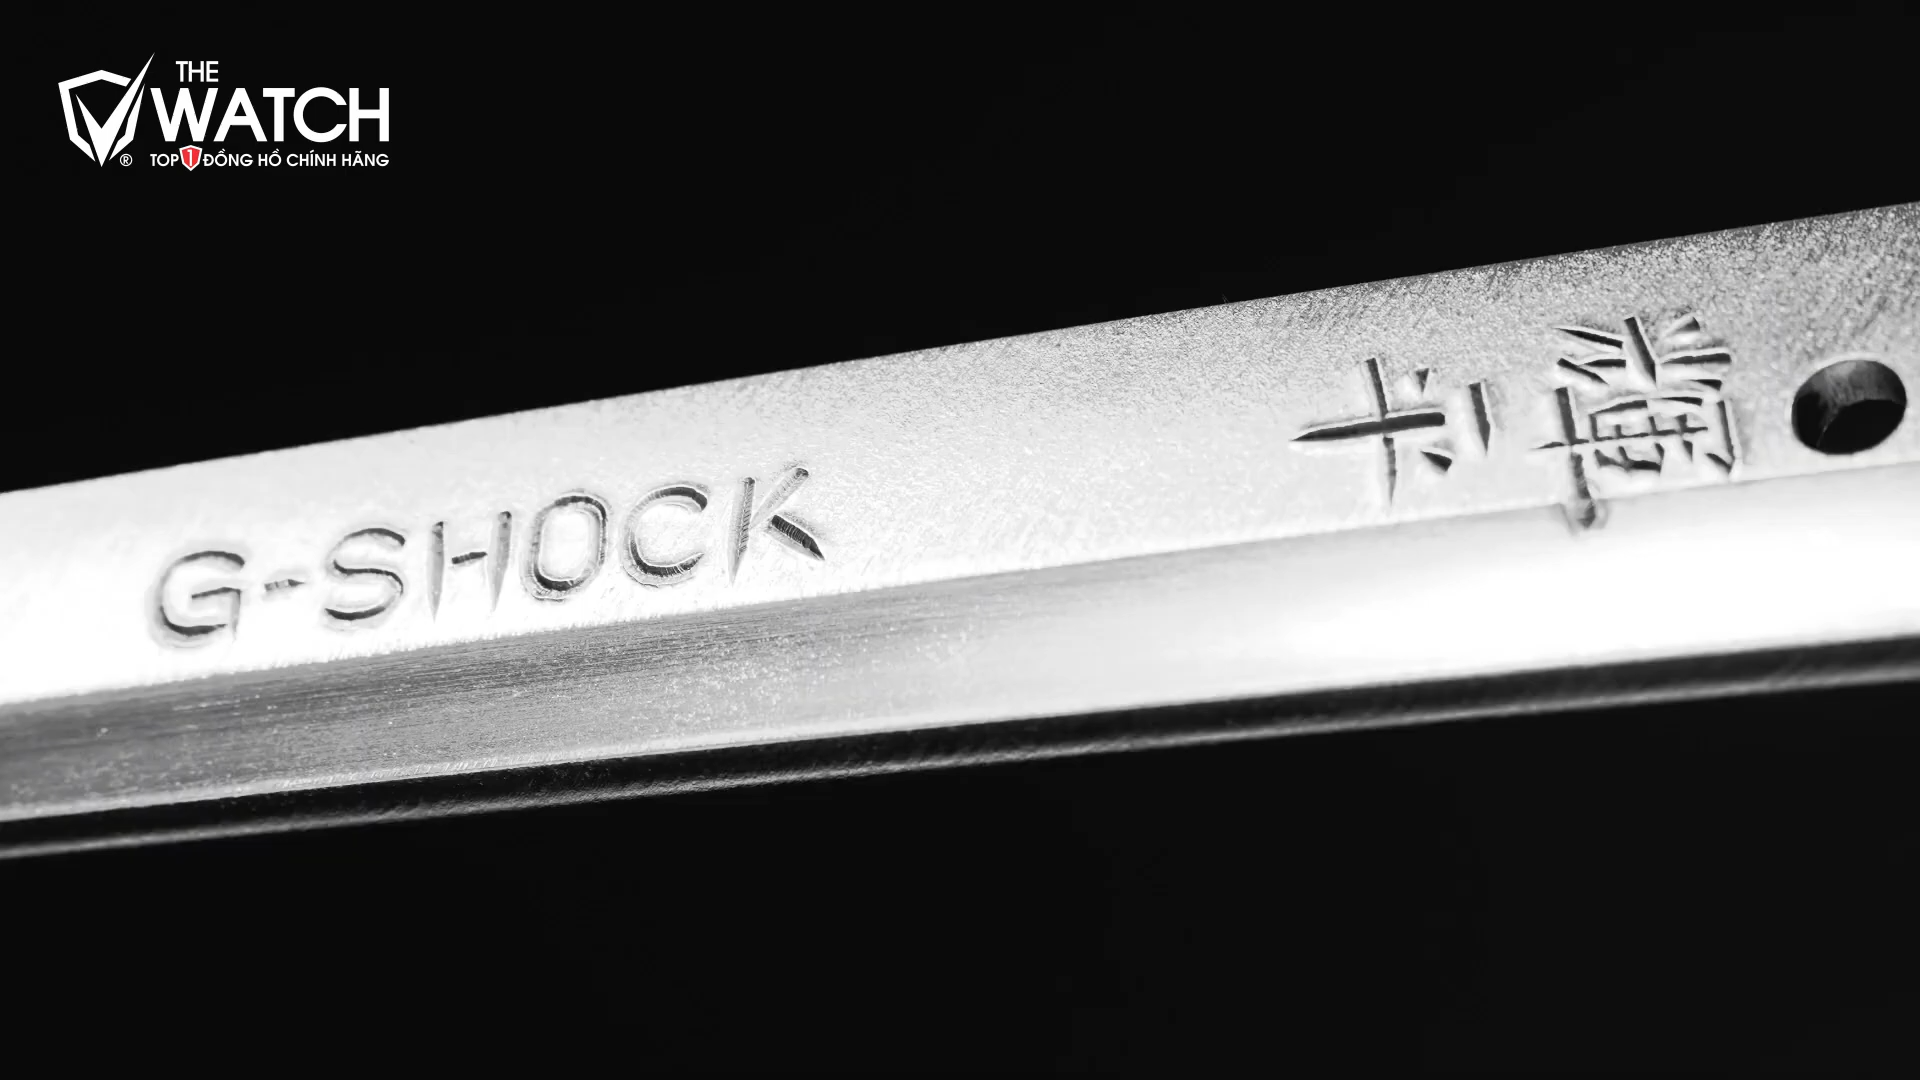 THE
WATCH
®
TOP 1 ĐỒNG HỒ CHÍNH HÃNG
G-SHOCK